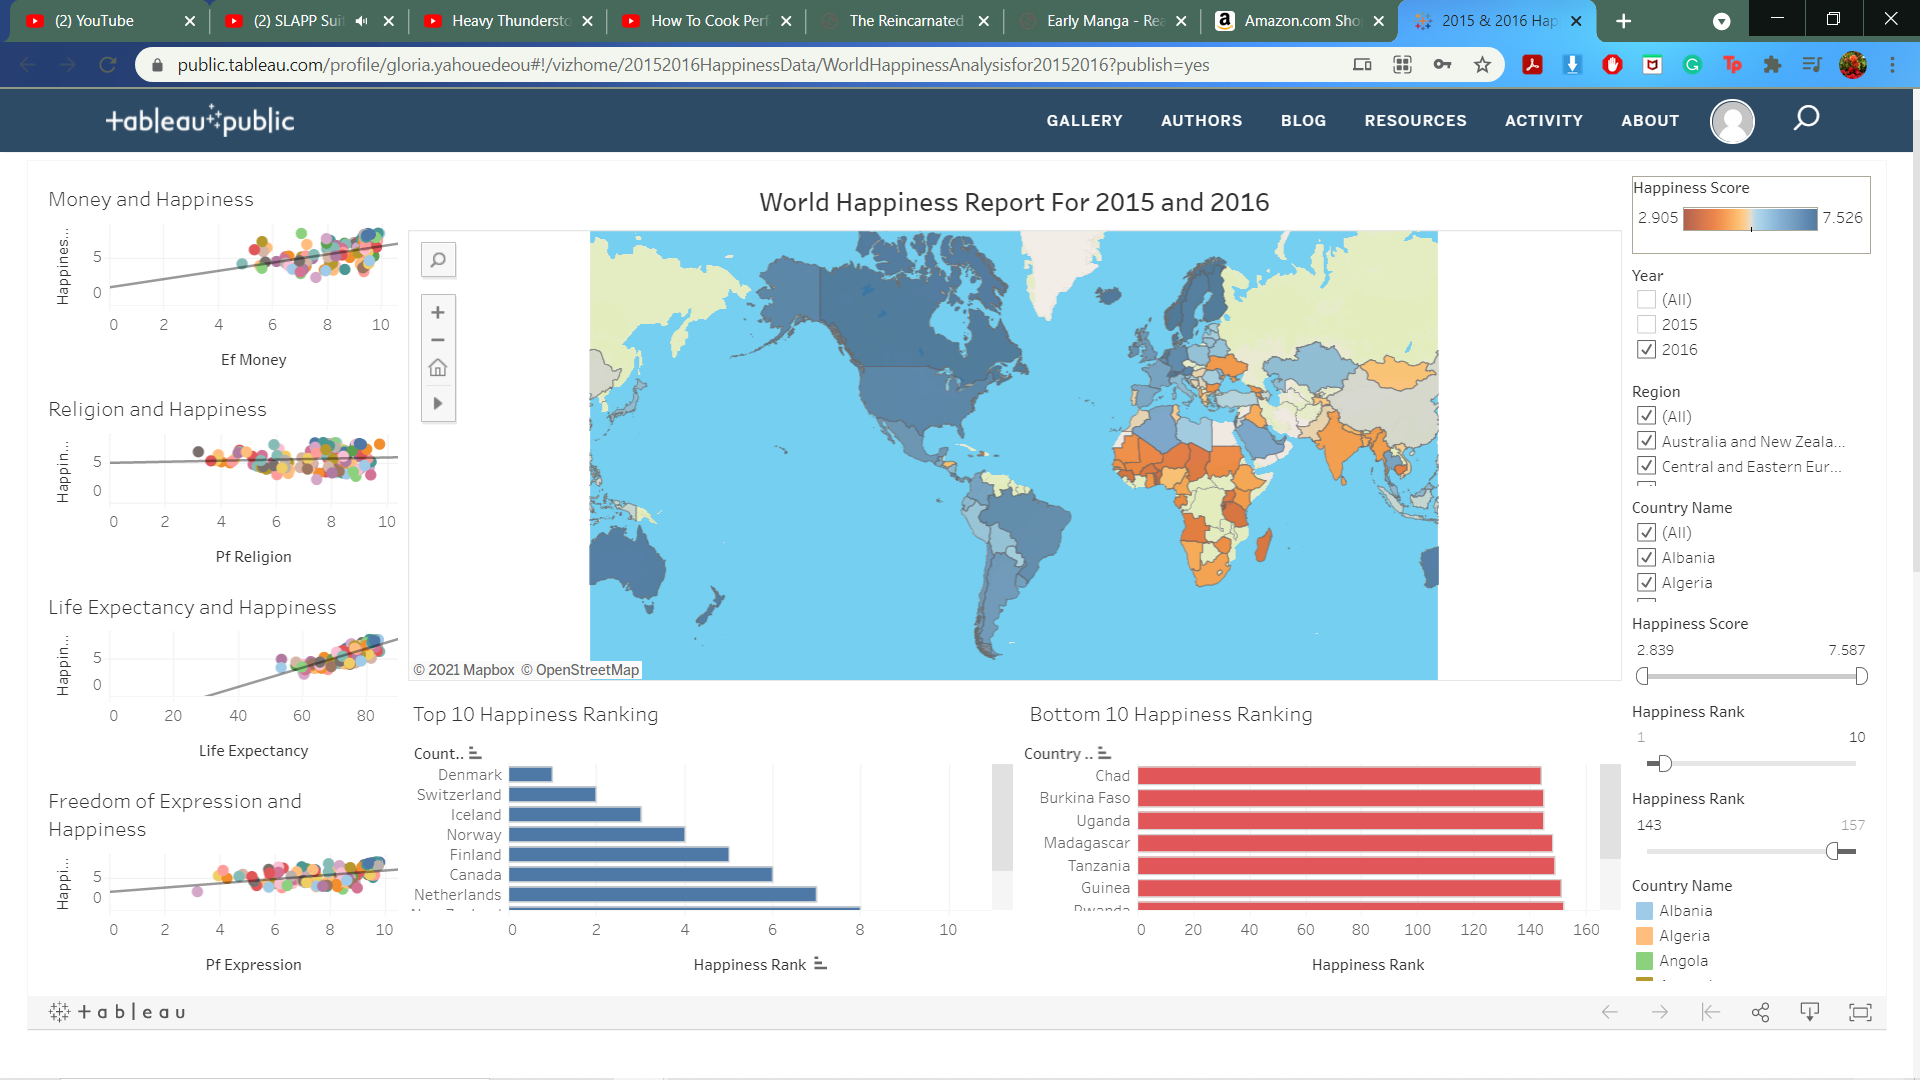 (2) YouTube
(2) SLAPP Sui
Heavy Thundersto
How To Cook Perf
The Reincarnated
Early Manga - Rea
Amazon.com Sho
2015 & 2016 Hap
public.tableau.com/profile/gloria.yahouedeou#!/vizhome/20152016HappinessData/WorldHappinessAnalysisfor20152016?publish=yes
+ableau public
GALLERY AUTHORS BLOG RESOURCES ACTIVITY ABOUT
Money and Happiness
Happines...
5
0
0 2 4 6 8 10
Ef Money
Religion and Happiness
Happin...
5
0
0 2 4 6 8 10
Pf Religion
Life Expectancy and Happiness
Happin...
5
0
0 20 40 60 80
Life Expectancy
Freedom of Expression and
Happiness
Happi...
5
0
0 2 4 6 8 10
Pf Expression
World Happiness Report For 2015 and 2016
© 2021 Mapbox © OpenStreetMap
Top 10 Happiness Ranking
Count..
Denmark
Switzerland
Iceland
Norway
Finland
Canada
Netherlands
0 2 4 6 8 10
Happiness Rank
Bottom 10 Happiness Ranking
Country ..
Chad
Burkina Faso
Uganda
Madagascar
Tanzania
Guinea
Rwanda
0 20 40 60 80 100 120 140 160
Happiness Rank
Happiness Score
2.905 7.526
Year
(All)
2015
2016
Region
(All)
Australia and New Zeala...
Central and Eastern Eur...
Country Name
(All)
Albania
Algeria
Happiness Score
2.839 7.587
Happiness Rank
1 10
Happiness Rank
143 157
Country Name
Albania
Algeria
Angola
+ a b l e a u